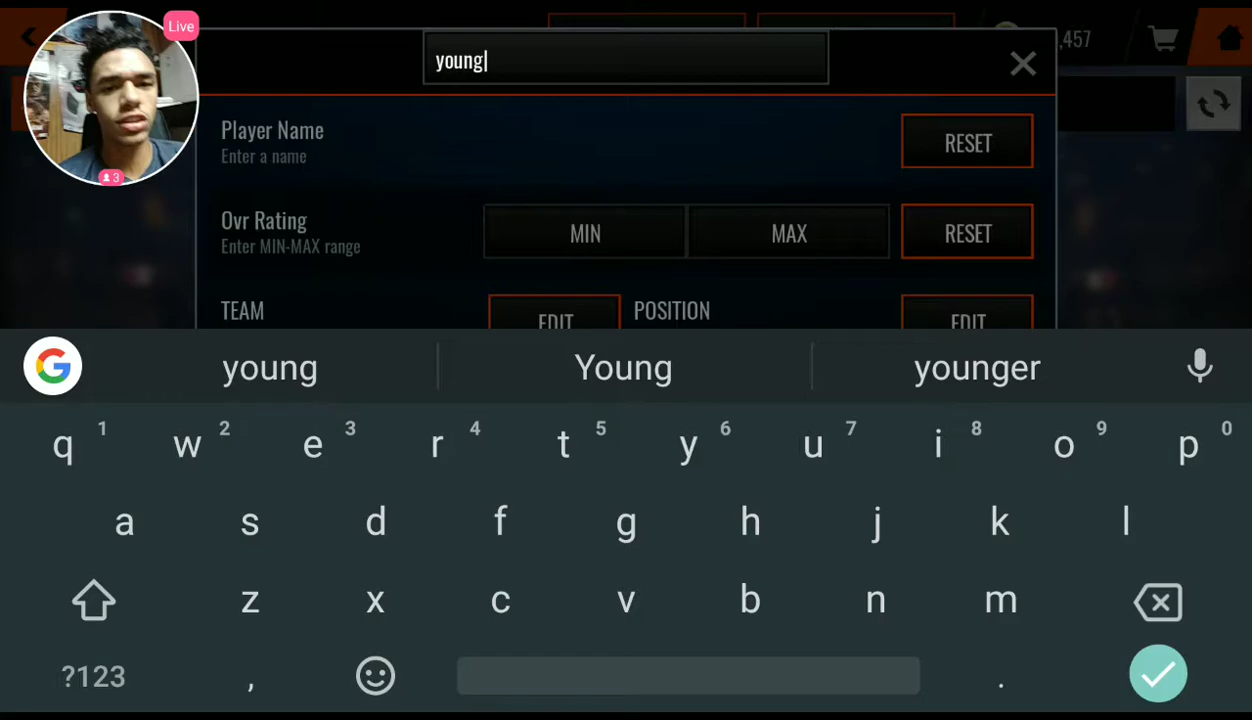 Live
3
,457
young
Player Name
Enter a name
RESET
Ovr Rating
Enter MIN-MAX range
MIN
MAX
RESET
TEAM
EDIT
POSITION
EDIT
young
Young
younger
q 1 w 2 e 3 r 4 t 5 y 6 u 7 i 8 o 9 p 0
a s d f g h j k l
z x c v b n m
?123 , .